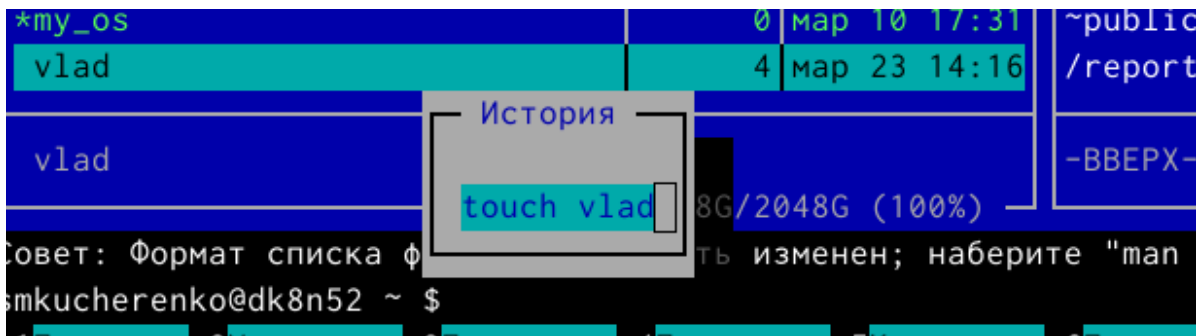 *my_os 0 мар 10 17:31 ~public
vlad 4 мар 23 14:16 /report
История
vlad -ВВЕРХ-
touch vlad 8G/2048G (100%)
Совет: Формат списка ф ть изменен; наберите "man
smkucherenko@dk8n52 ~ $